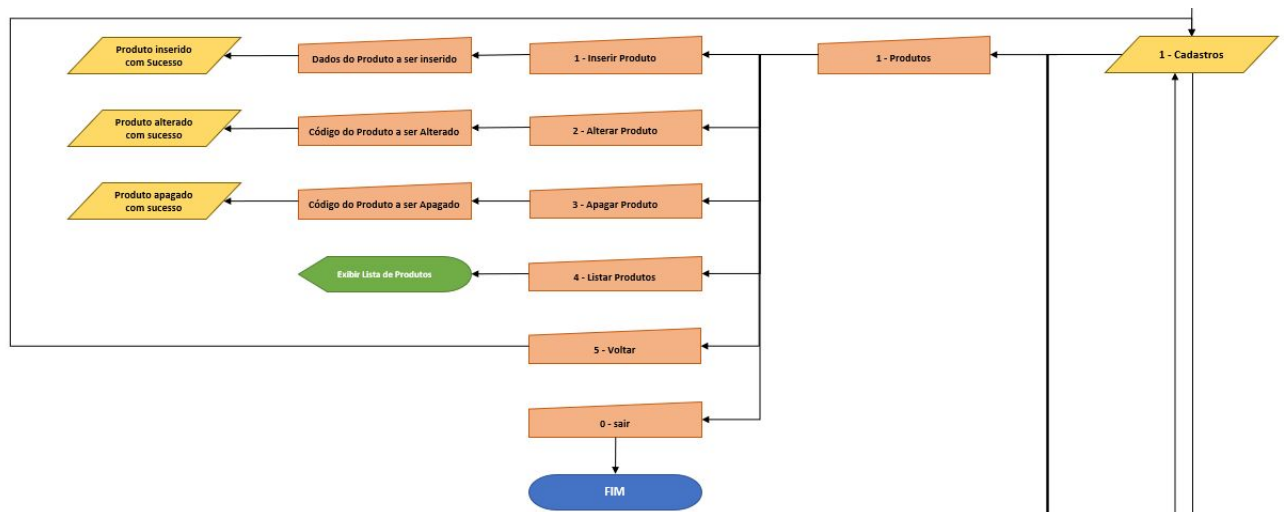 Produto inserido
com Sucesso
Dados do Produto a ser inserido
1 - Inserir Produto
1 - Produtos
1 - Cadastros
Produto alterado
com sucesso
Código do Produto a ser Alterado
2 - Alterar Produto
Produto apagado
com sucesso
Código do Produto a ser Apagado
3 - Apagar Produto
Exibir Lista de Produtos
4 - Listar Produtos
5 - Voltar
0 - sair
FIM